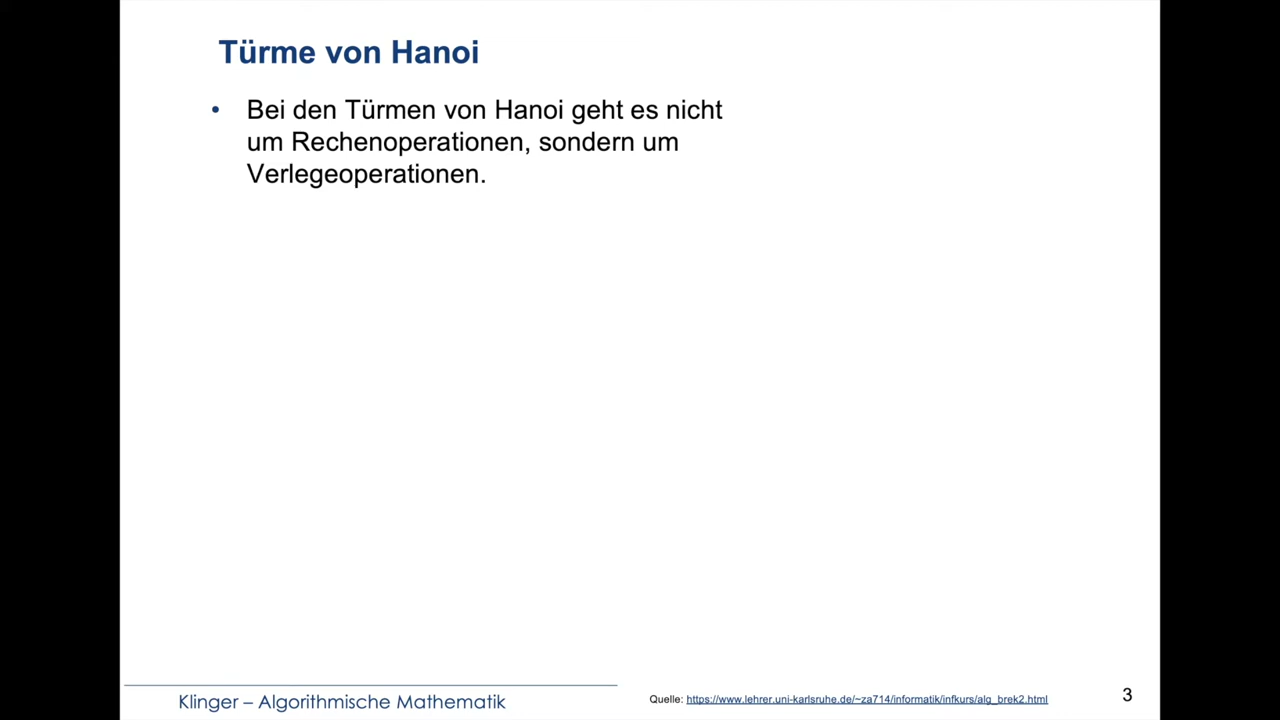 Türme von Hanoi
• Bei den Türmen von Hanoi geht es nicht
um Rechenoperationen, sondern um
Verlegeoperationen.
Klinger – Algorithmische Mathematik
Quelle: https://www.lehrer.uni-karlsruhe.de/~za714/informatik/infkurs/alg_brek2.html
3